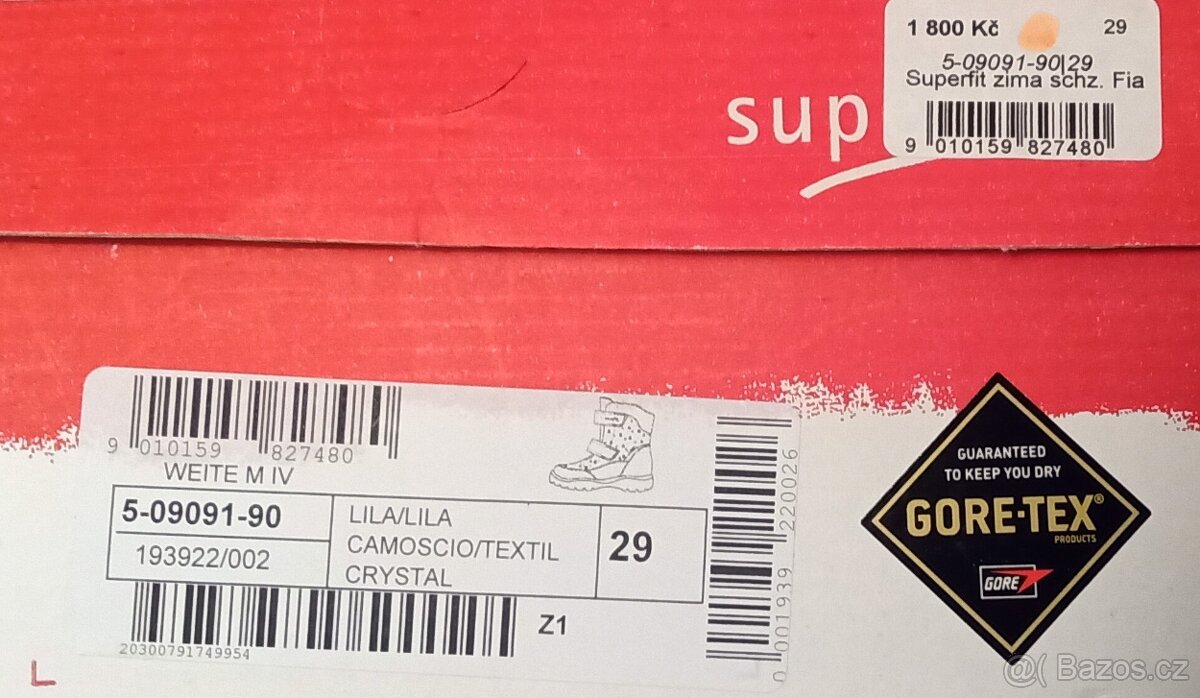 1 800 Kč 29
5-09091-90|29
Superfit zima schz. Fia
9 010159 827480
sup
9 010159 827480
WEITE M IV
5-09091-90
193922/002
LILA/LILA
CAMOSCIO/TEXTIL
CRYSTAL
29
20300791749954
Z1
0 001939 220026
GUARANTEED
TO KEEP YOU DRY
GORE-TEX®
PRODUCTS
GORE
L
@( Bazos.cz